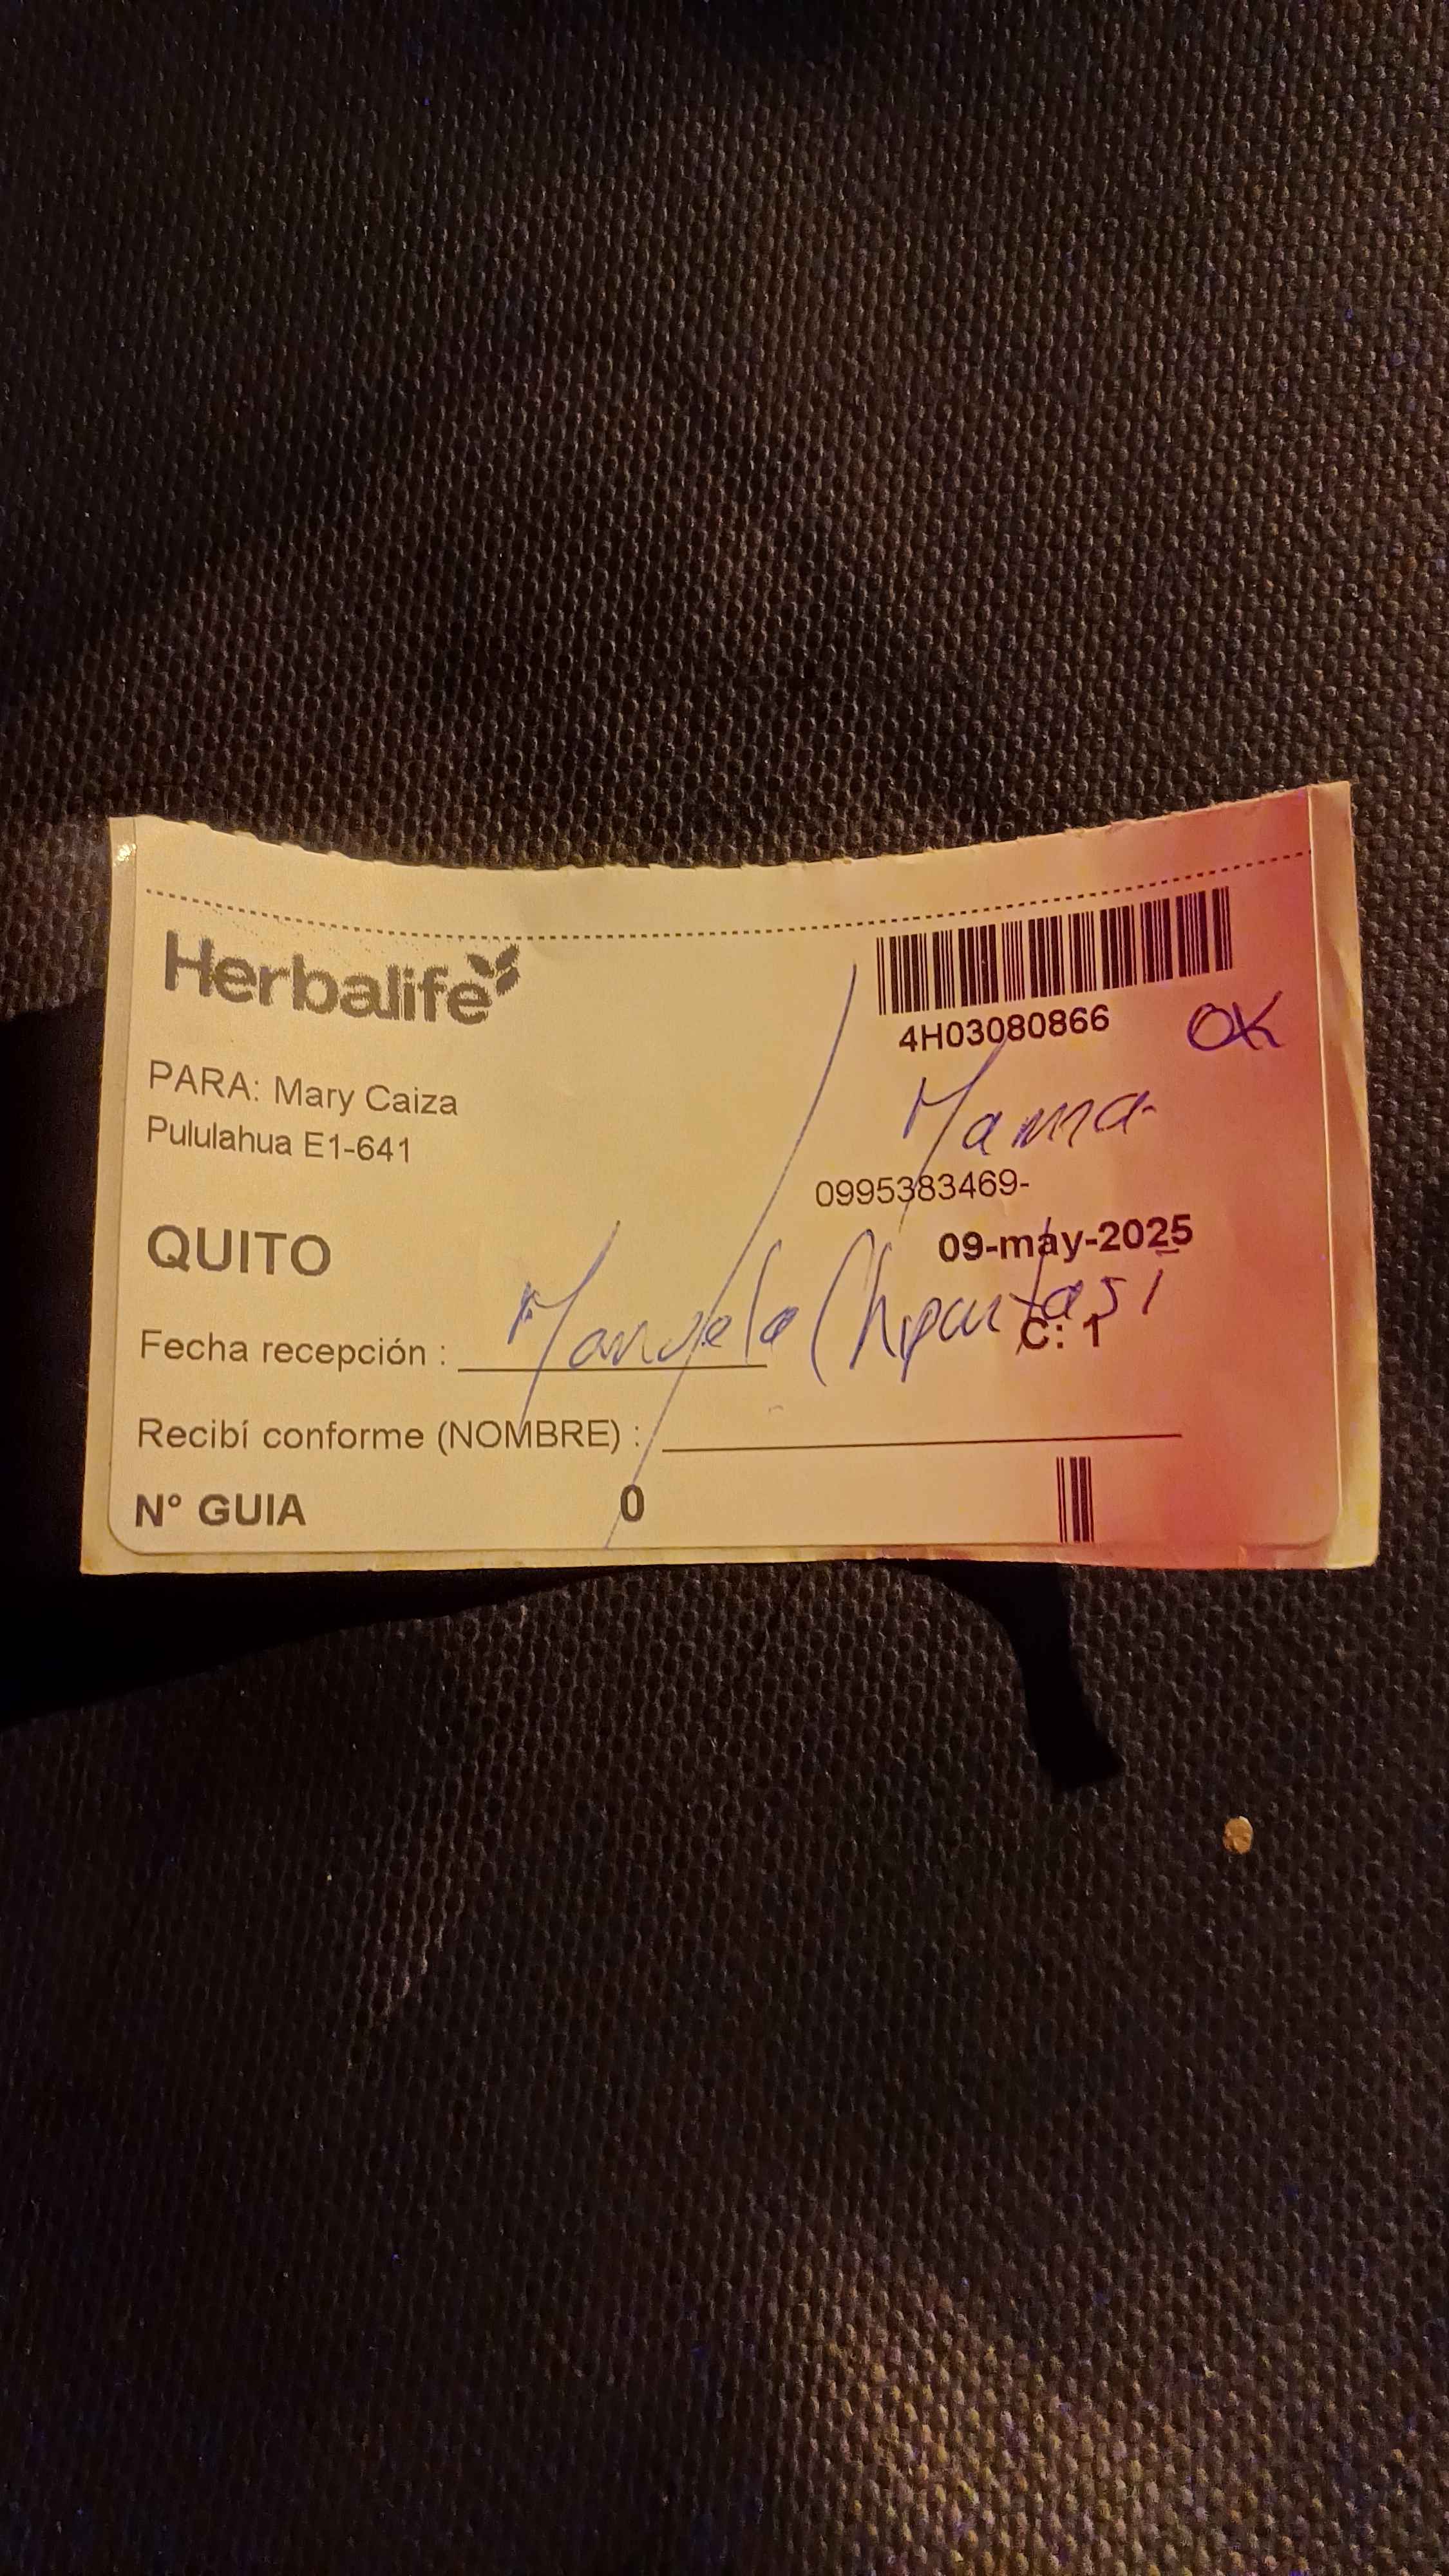 Herbalife
4H03080866
OK
PARA: Mary Caiza
Mama
Pululahua E1-641
0995383469-
QUITO
09-may-2025
Fecha recepción :
C: 1
Recibí conforme (NOMBRE) :
N° GUIA 0